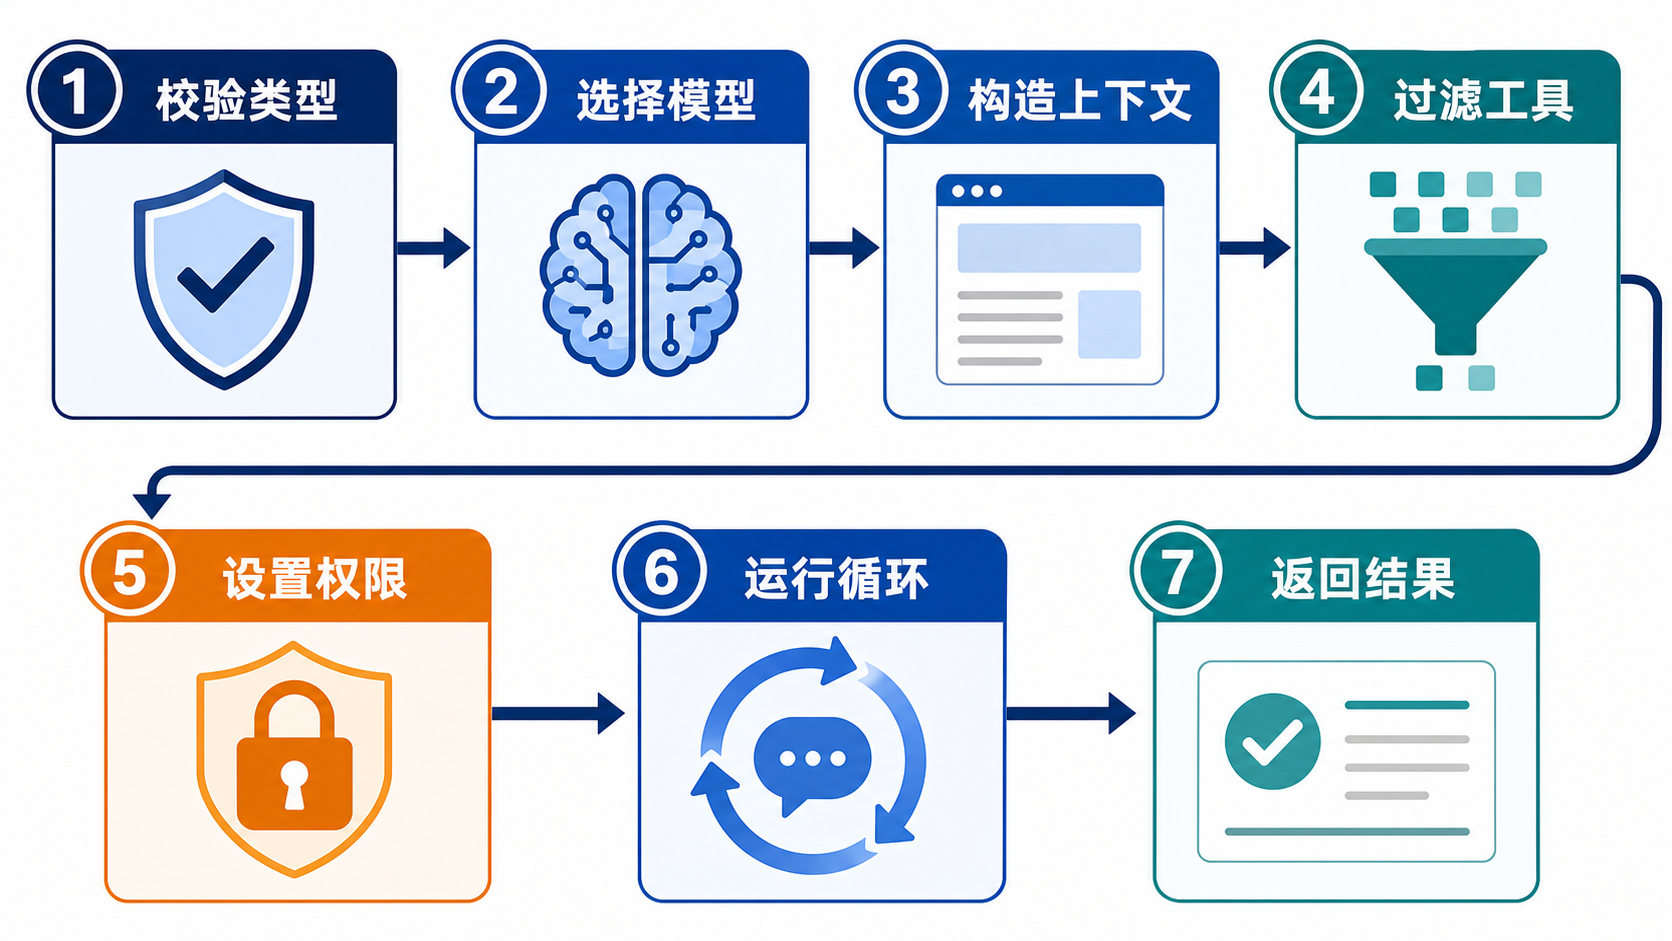 1 校验类型
2 选择模型
3 构造上下文
4 过滤工具
5 设置权限
6 运行循环
7 返回结果